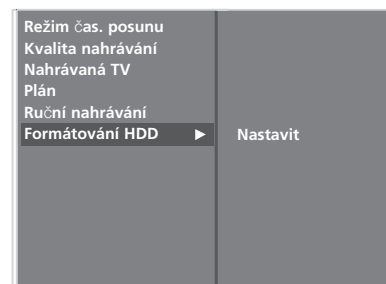 Režim čas. posunu
Kvalita nahrávání
Nahrávaná TV
Plán
Ruční nahrávání
Formátování HDD ► Nastavit